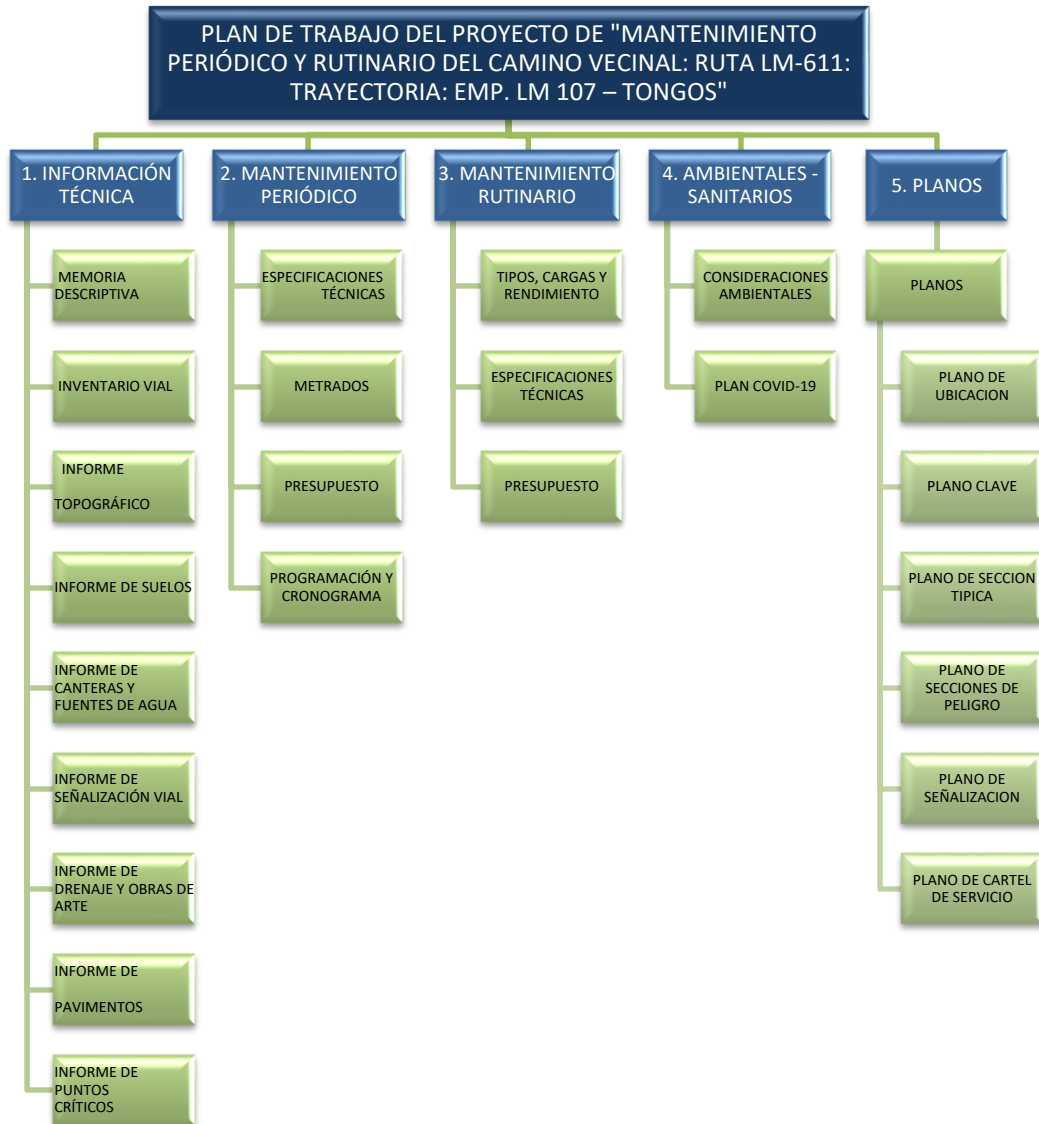 PLAN DE TRABAJO DEL PROYECTO DE "MANTENIMIENTO
PERIÓDICO Y RUTINARIO DEL CAMINO VECINAL: RUTA LM-611:
TRAYECTORIA: EMP. LM 107 – TONGOS"
1. INFORMACIÓN
TÉCNICA
MEMORIA
DESCRIPTIVA
INVENTARIO VIAL
INFORME
TOPOGRÁFICO
INFORME DE SUELOS
INFORME DE
CANTERAS Y
FUENTES DE AGUA
INFORME DE
SEÑALIZACIÓN VIAL
INFORME DE
DRENAJE Y OBRAS DE
ARTE
INFORME DE
PAVIMENTOS
INFORME DE
PUNTOS
CRÍTICOS
2. MANTENIMIENTO
PERIÓDICO
ESPECIFICACIONES
TÉCNICAS
METRADOS
PRESUPUESTO
PROGRAMACIÓN Y
CRONOGRAMA
3. MANTENIMIENTO
RUTINARIO
TIPOS, CARGAS Y
RENDIMIENTO
ESPECIFICACIONES
TÉCNICAS
PRESUPUESTO
4. AMBIENTALES -
SANITARIOS
CONSIDERACIONES
AMBIENTALES
PLAN COVID-19
5. PLANOS
PLANOS
PLANO DE
UBICACION
PLANO CLAVE
PLANO DE SECCION
TIPICA
PLANO DE
SECCIONES DE
PELIGRO
PLANO DE
SEÑALIZACION
PLANO DE CARTEL
DE SERVICIO